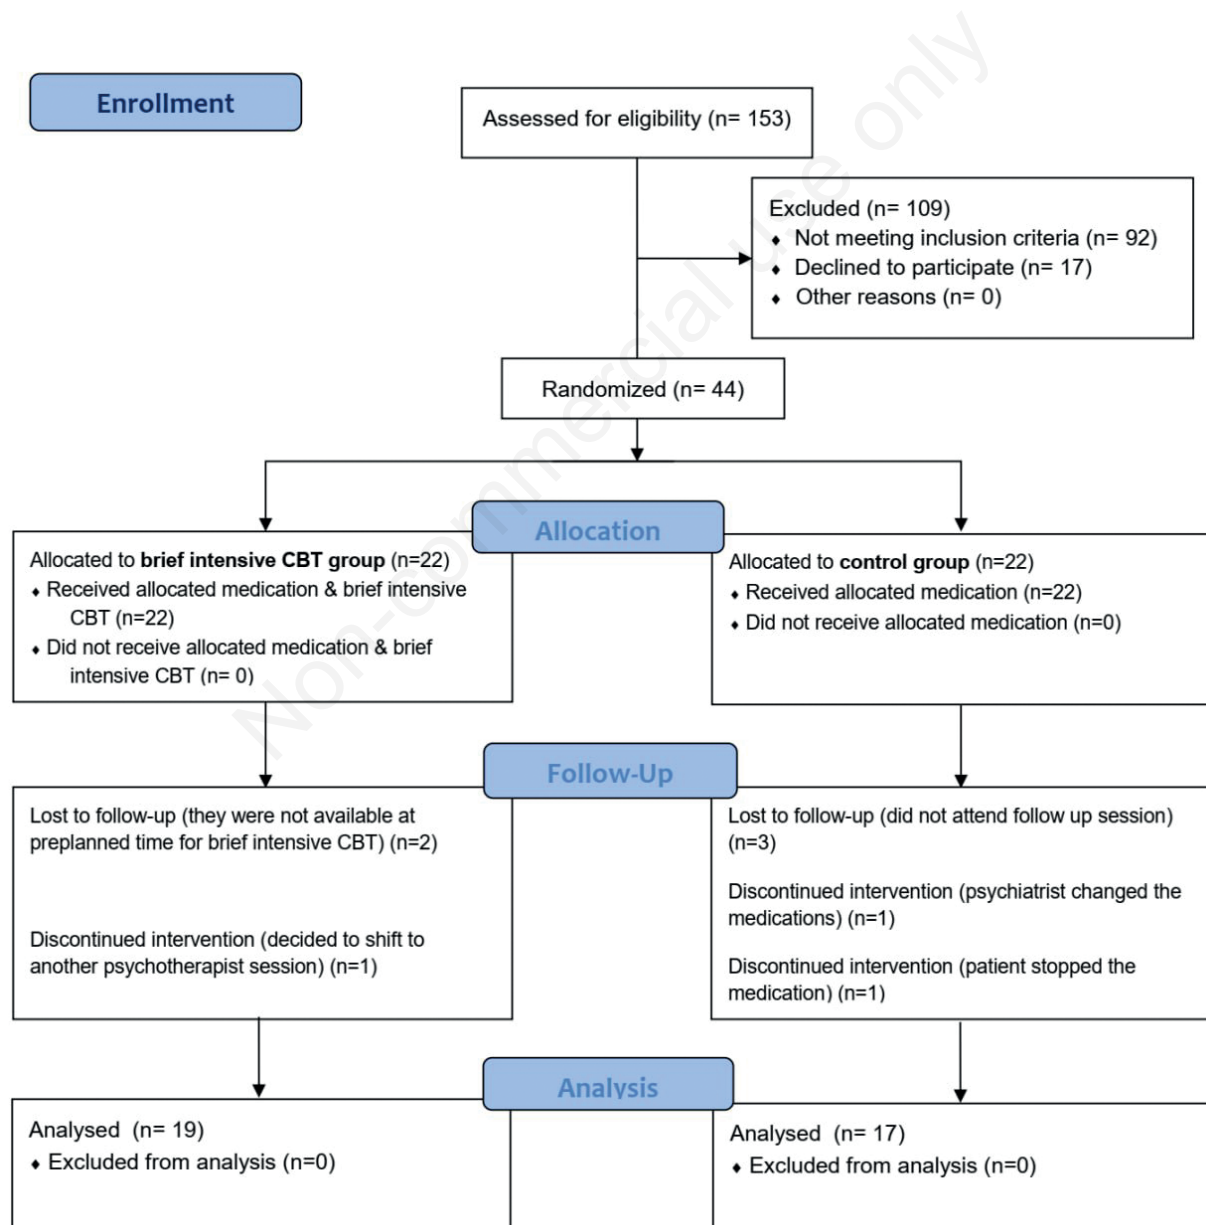 Enrollment
Assessed for eligibility (n= 153)
Excluded (n= 109)
♦ Not meeting inclusion criteria (n= 92)
♦ Declined to participate (n= 17)
♦ Other reasons (n= 0)
Randomized (n= 44)
Allocation
Allocated to brief intensive CBT group (n=22)
♦ Received allocated medication & brief intensive
CBT (n=22)
♦ Did not receive allocated medication & brief
intensive CBT (n= 0)
Allocated to control group (n=22)
♦ Received allocated medication (n=22)
♦ Did not receive allocated medication (n=0)
Follow-Up
Lost to follow-up (they were not available at
preplanned time for brief intensive CBT) (n=2)
Discontinued intervention (decided to shift to
another psychotherapist session) (n=1)
Lost to follow-up (did not attend follow up session)
(n=3)
Discontinued intervention (psychiatrist changed the
medications) (n=1)
Discontinued intervention (patient stopped the
medication) (n=1)
Analysis
Analysed (n= 19)
♦ Excluded from analysis (n=0)
Analysed (n= 17)
♦ Excluded from analysis (n=0)
Non-commercial use only